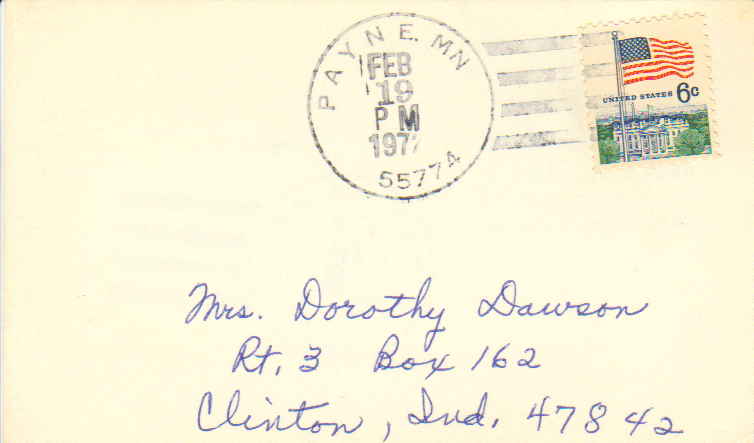 PAYNE, MN
FEB
19
PM
55774
UNITED STATES 6c
Mrs. Dorothy Dawson
Rt. 3 Box 162
Clinton, Ind. 47842